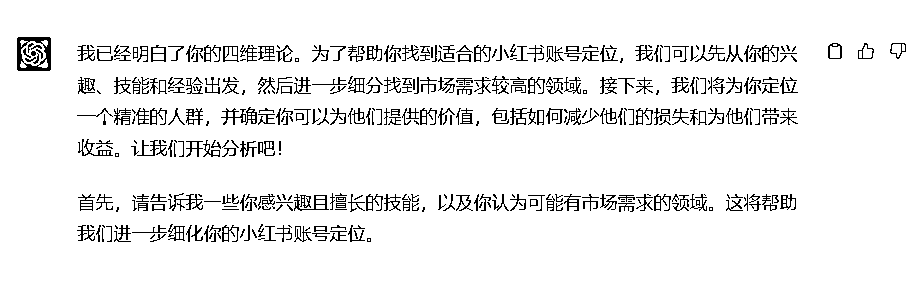 我已经明白了你的四维理论。为了帮助你找到适合的小红书账号定位，我们可以先从你的兴
趣、技能和经验出发，然后进一步细分找到市场需求较高的领域。接下来，我们将为你定位
一个精准的人群，并确定你可以为他们提供的价值，包括如何减少他们的损失和为他们带来
收益。让我们开始分析吧！
首先，请告诉我一些你感兴趣且擅长的技能，以及你认为可能有市场需求的领域。这将帮助
我们进一步细化你的小红书账号定位。